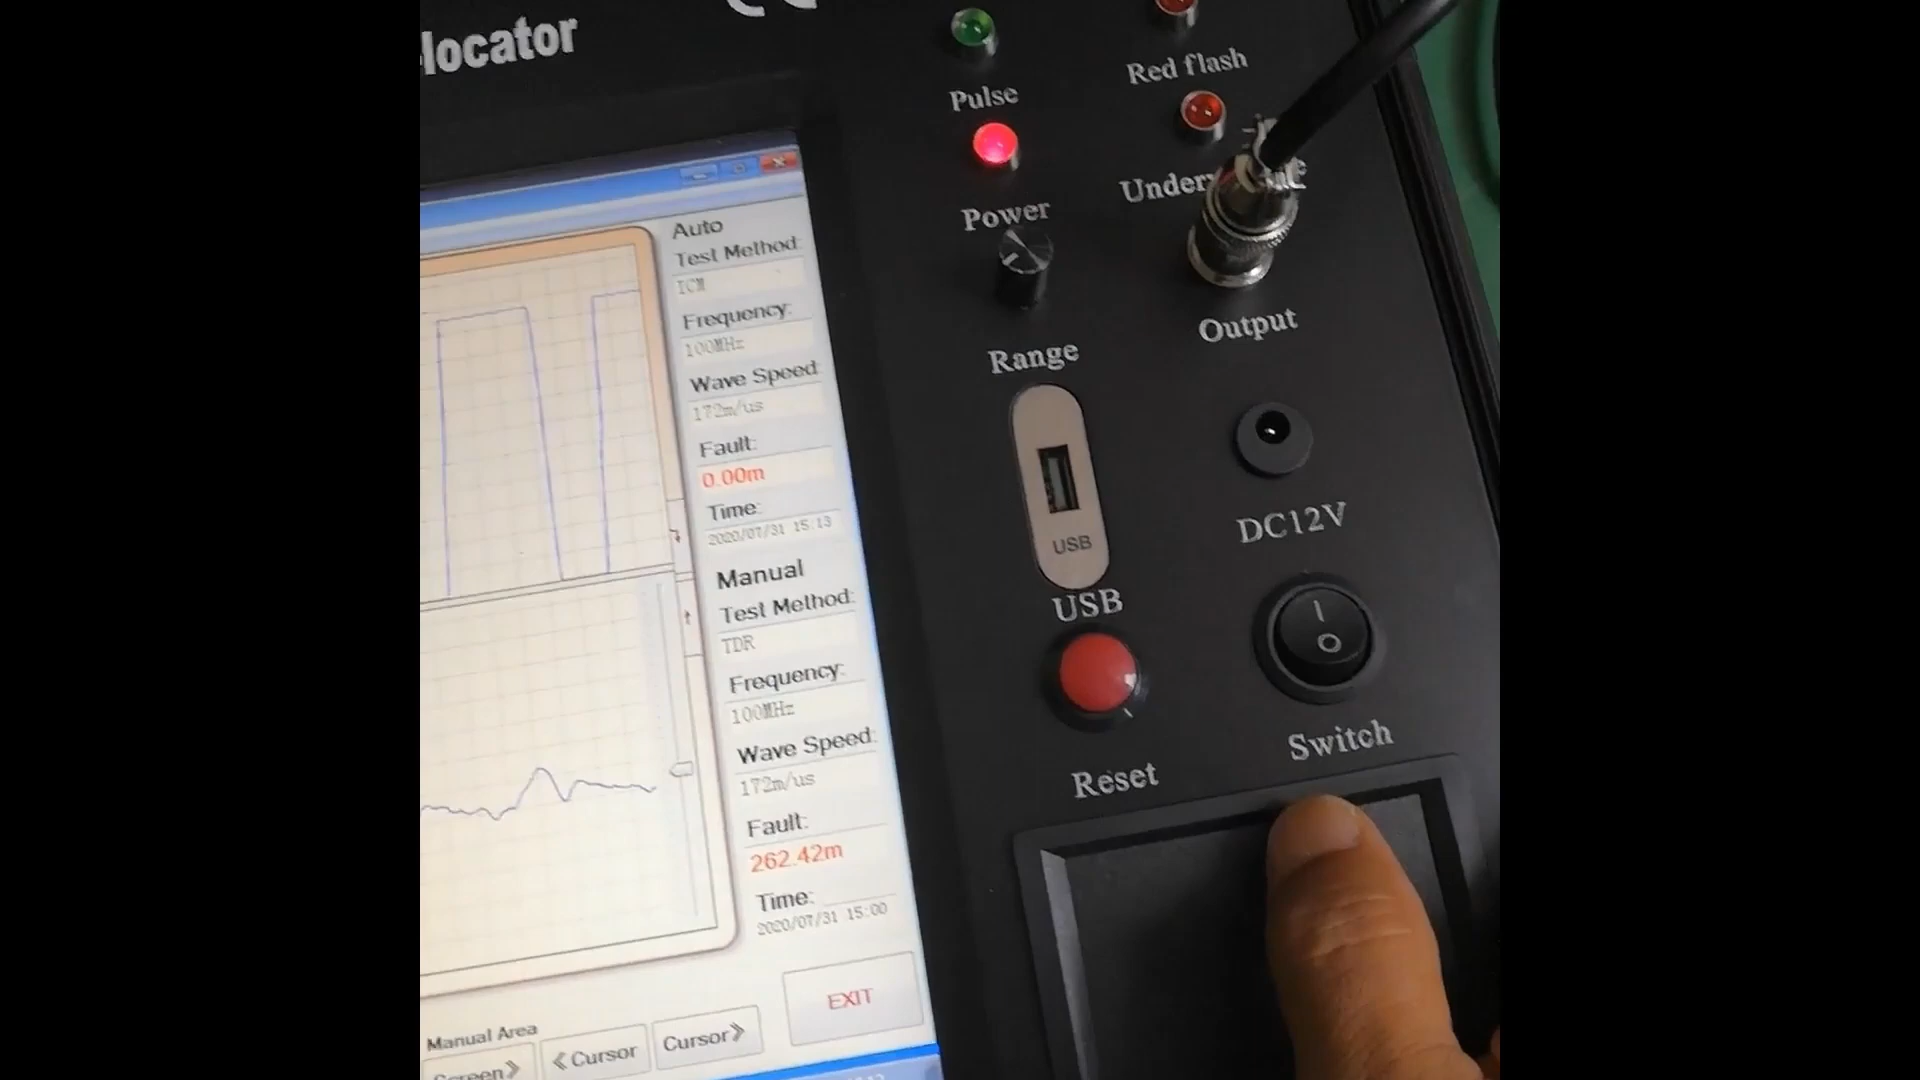 -locator
CE
Red flash
Pulse
Power
Output
Range
USB
USB
DC12V
I
O
Switch
Reset
Auto
Test Method:
ICM
Frequency:
100MHz
Wave Speed:
172m/us
Fault:
0.00m
Time:
2020/07/31 15:13
Manual
Test Method:
TDR
Frequency:
100MHz
Wave Speed:
172m/us
Fault:
262.42m
Time:
2020/07/31 15:00
EXIT
Manual Area
Screen》
《Cursor
Cursor》